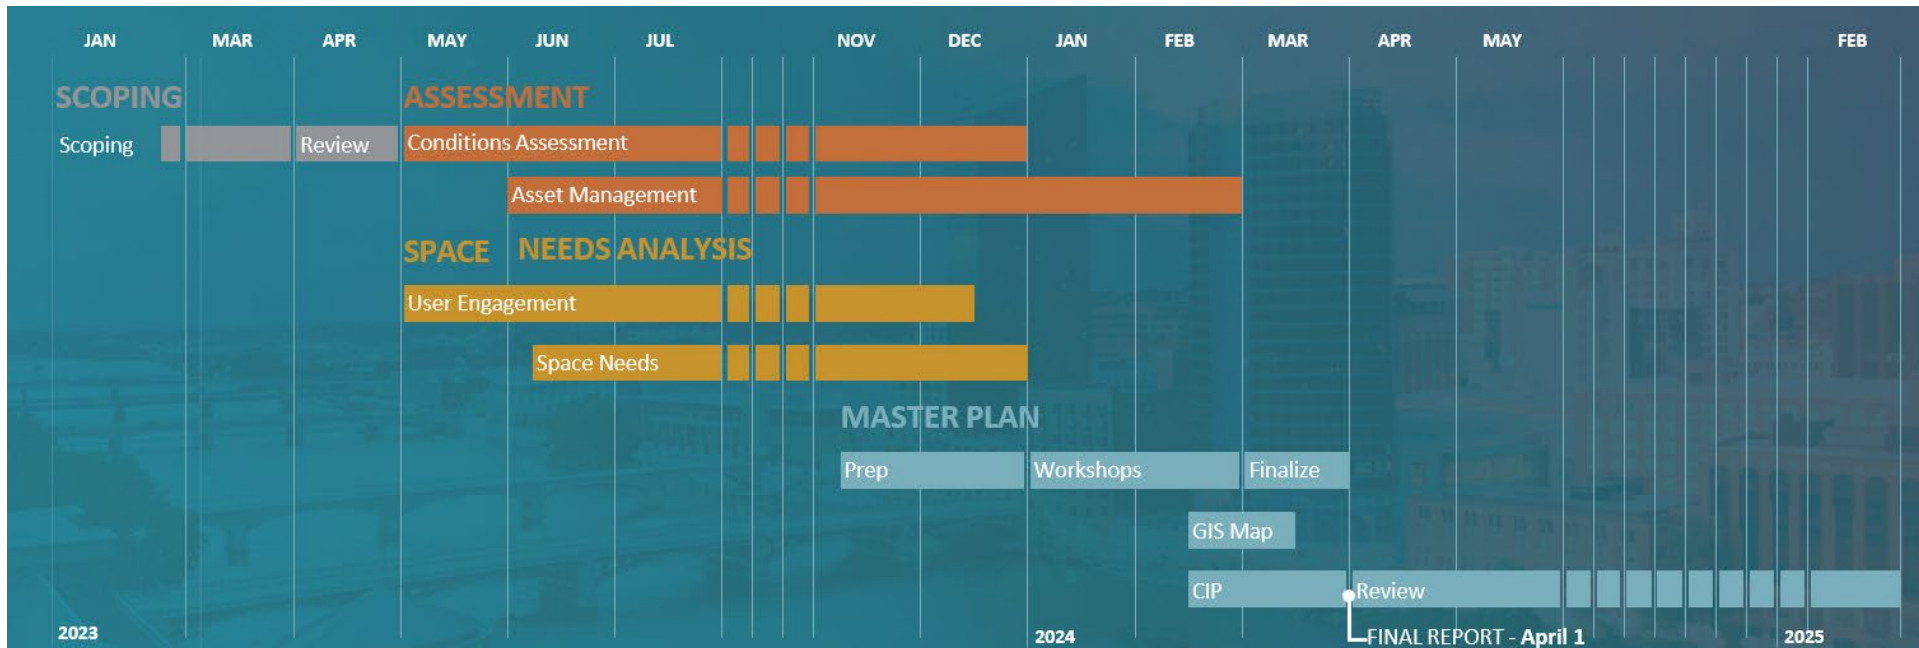 JAN MAR APR MAY JUN JUL NOV DEC JAN FEB MAR APR MAY FEB
SCOPING ASSESSMENT
Scoping Review Conditions Assessment
Asset Management
SPACE NEEDS ANALYSIS
User Engagement
Space Needs
MASTER PLAN
Prep Workshops Finalize
GIS Map
CIP Review
2023 2024 FINAL REPORT - April 1 2025